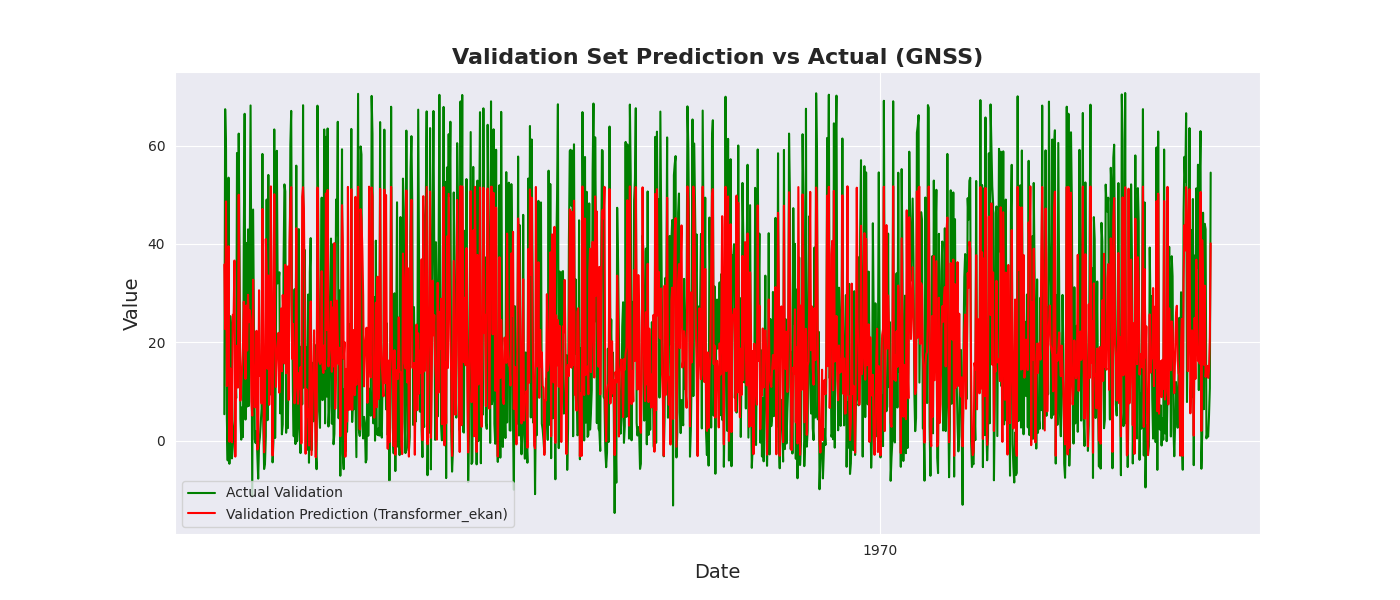 Validation Set Prediction vs Actual (GNSS)
Value
60
40
20
0
Actual Validation
Validation Prediction (Transformer_ekan)
1970
Date